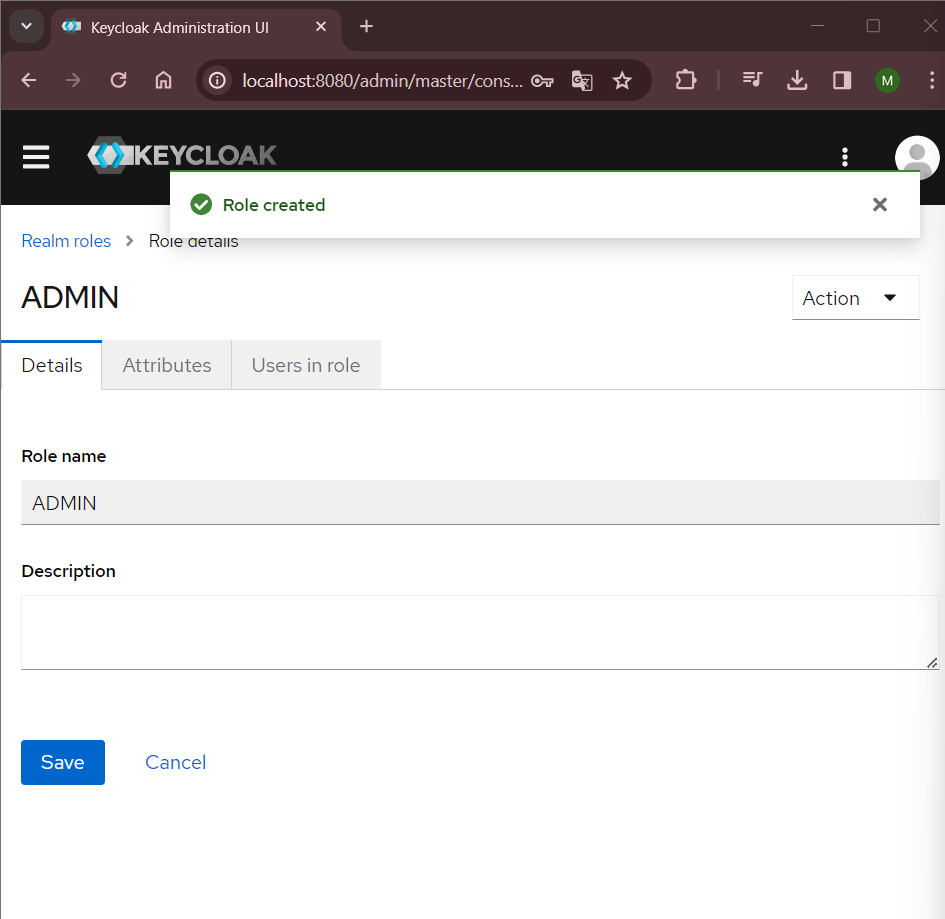 Keycloak Administration UI
localhost:8080/admin/master/cons...
M
KEYCLOAK
Role created
Realm roles > Role details
ADMIN
Action
Details Attributes Users in role
Role name
ADMIN
Description
Save Cancel